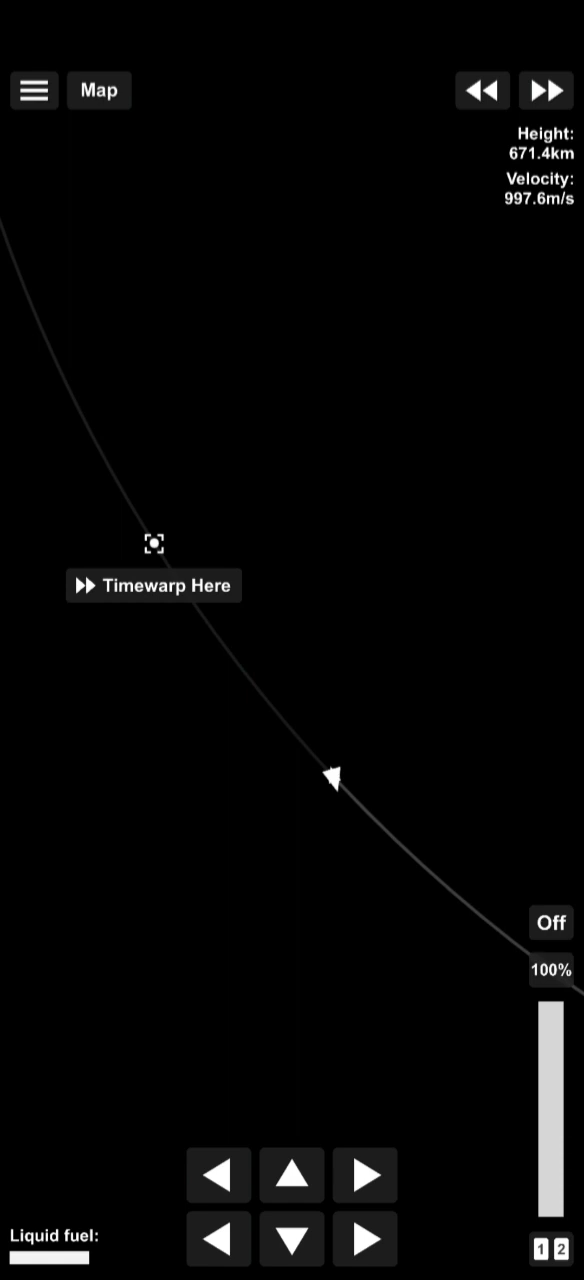 Map
Height:
671.4km
Velocity:
997.6m/s
Timewarp Here
Off
100%
Liquid fuel:
1 2